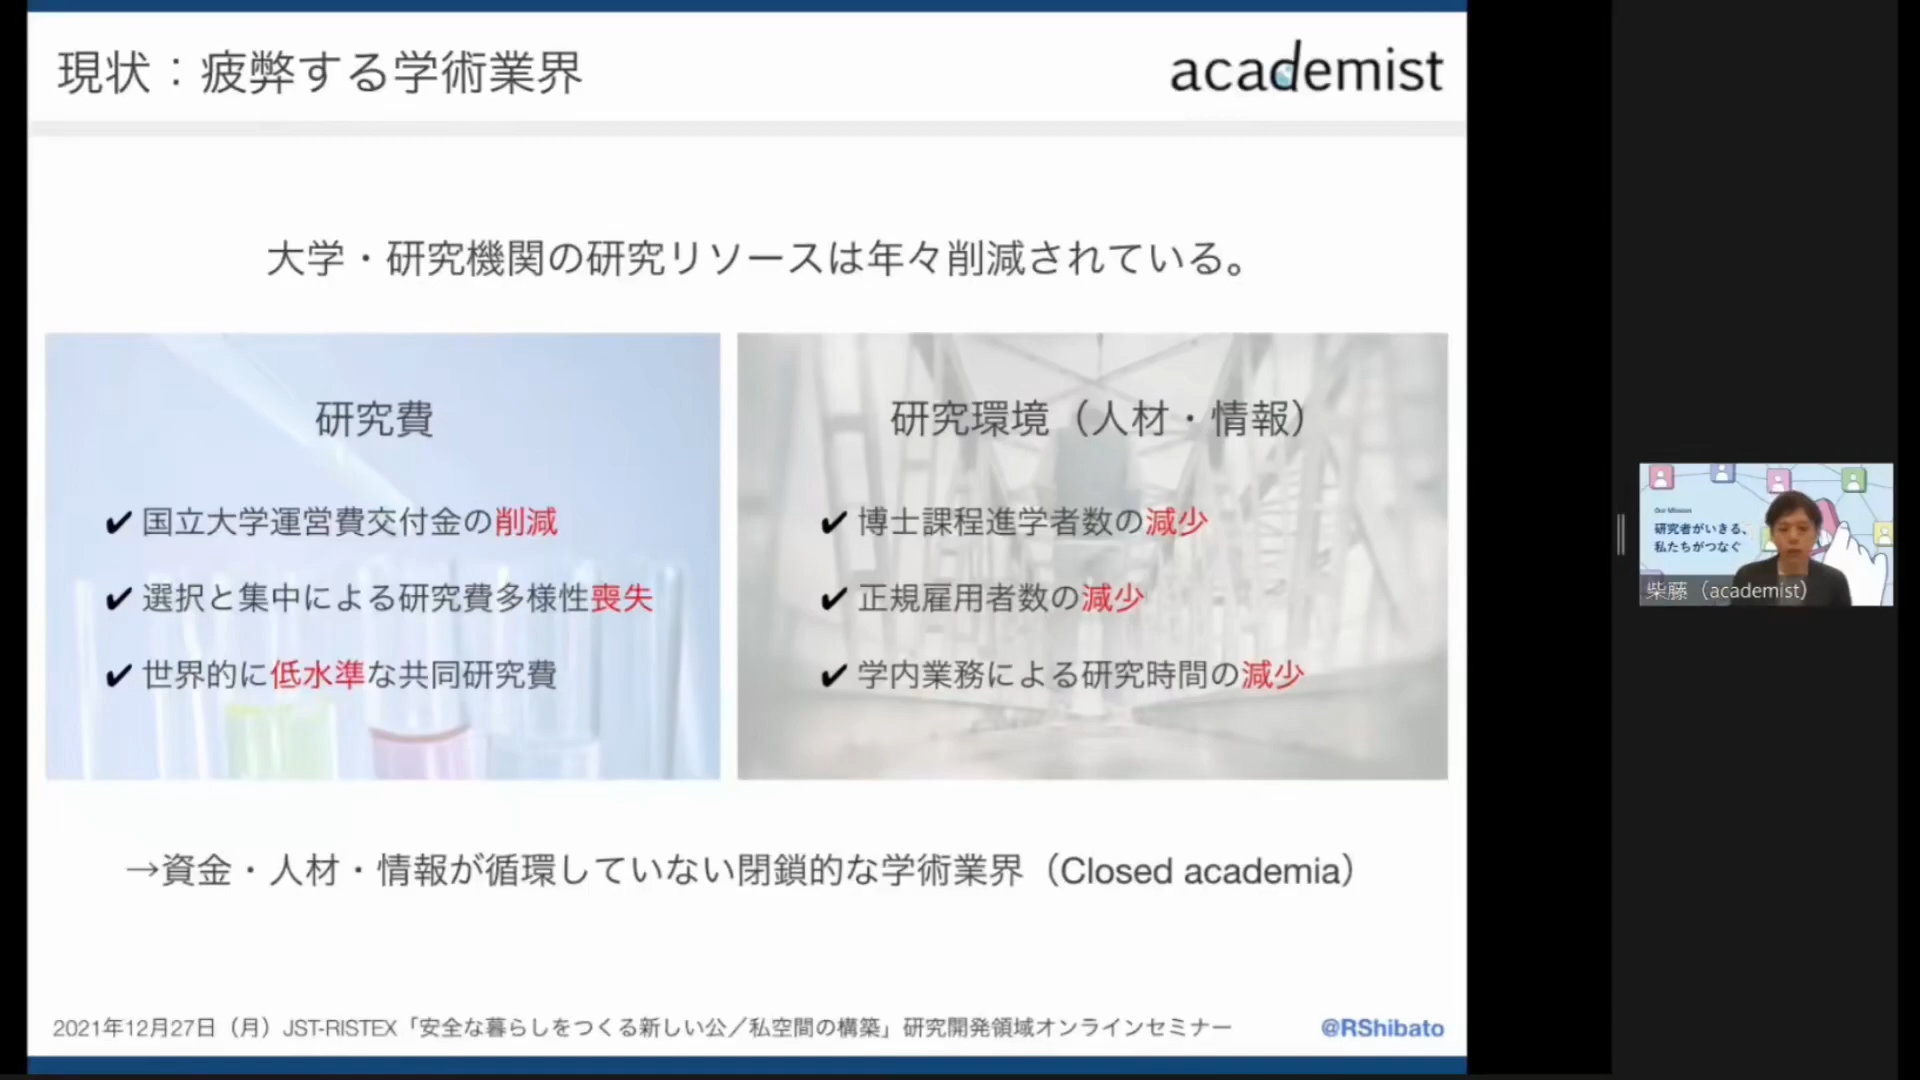 現状：疲弊する学術業界
academist
大学・研究機関の研究リソースは年々削減されている。
研究費
✔国立大学運営費交付金の削減
✔選択と集中による研究費多様性喪失
✔世界的に低水準な共同研究費
研究環境（人材・情報）
✔博士課程進学者数の減少
✔正規雇用者数の減少
✔学内業務による研究時間の減少
→資金・人材・情報が循環していない閉鎖的な学術業界（Closed academia）
2021年12月27日（月）JST-RISTEX「安全な暮らしをつくる新しい公／私空間の構築」研究開発領域オンラインセミナー
@RShibato
Our Mission
研究者がいきる、
私たちがつなぐ
柴藤（academist）